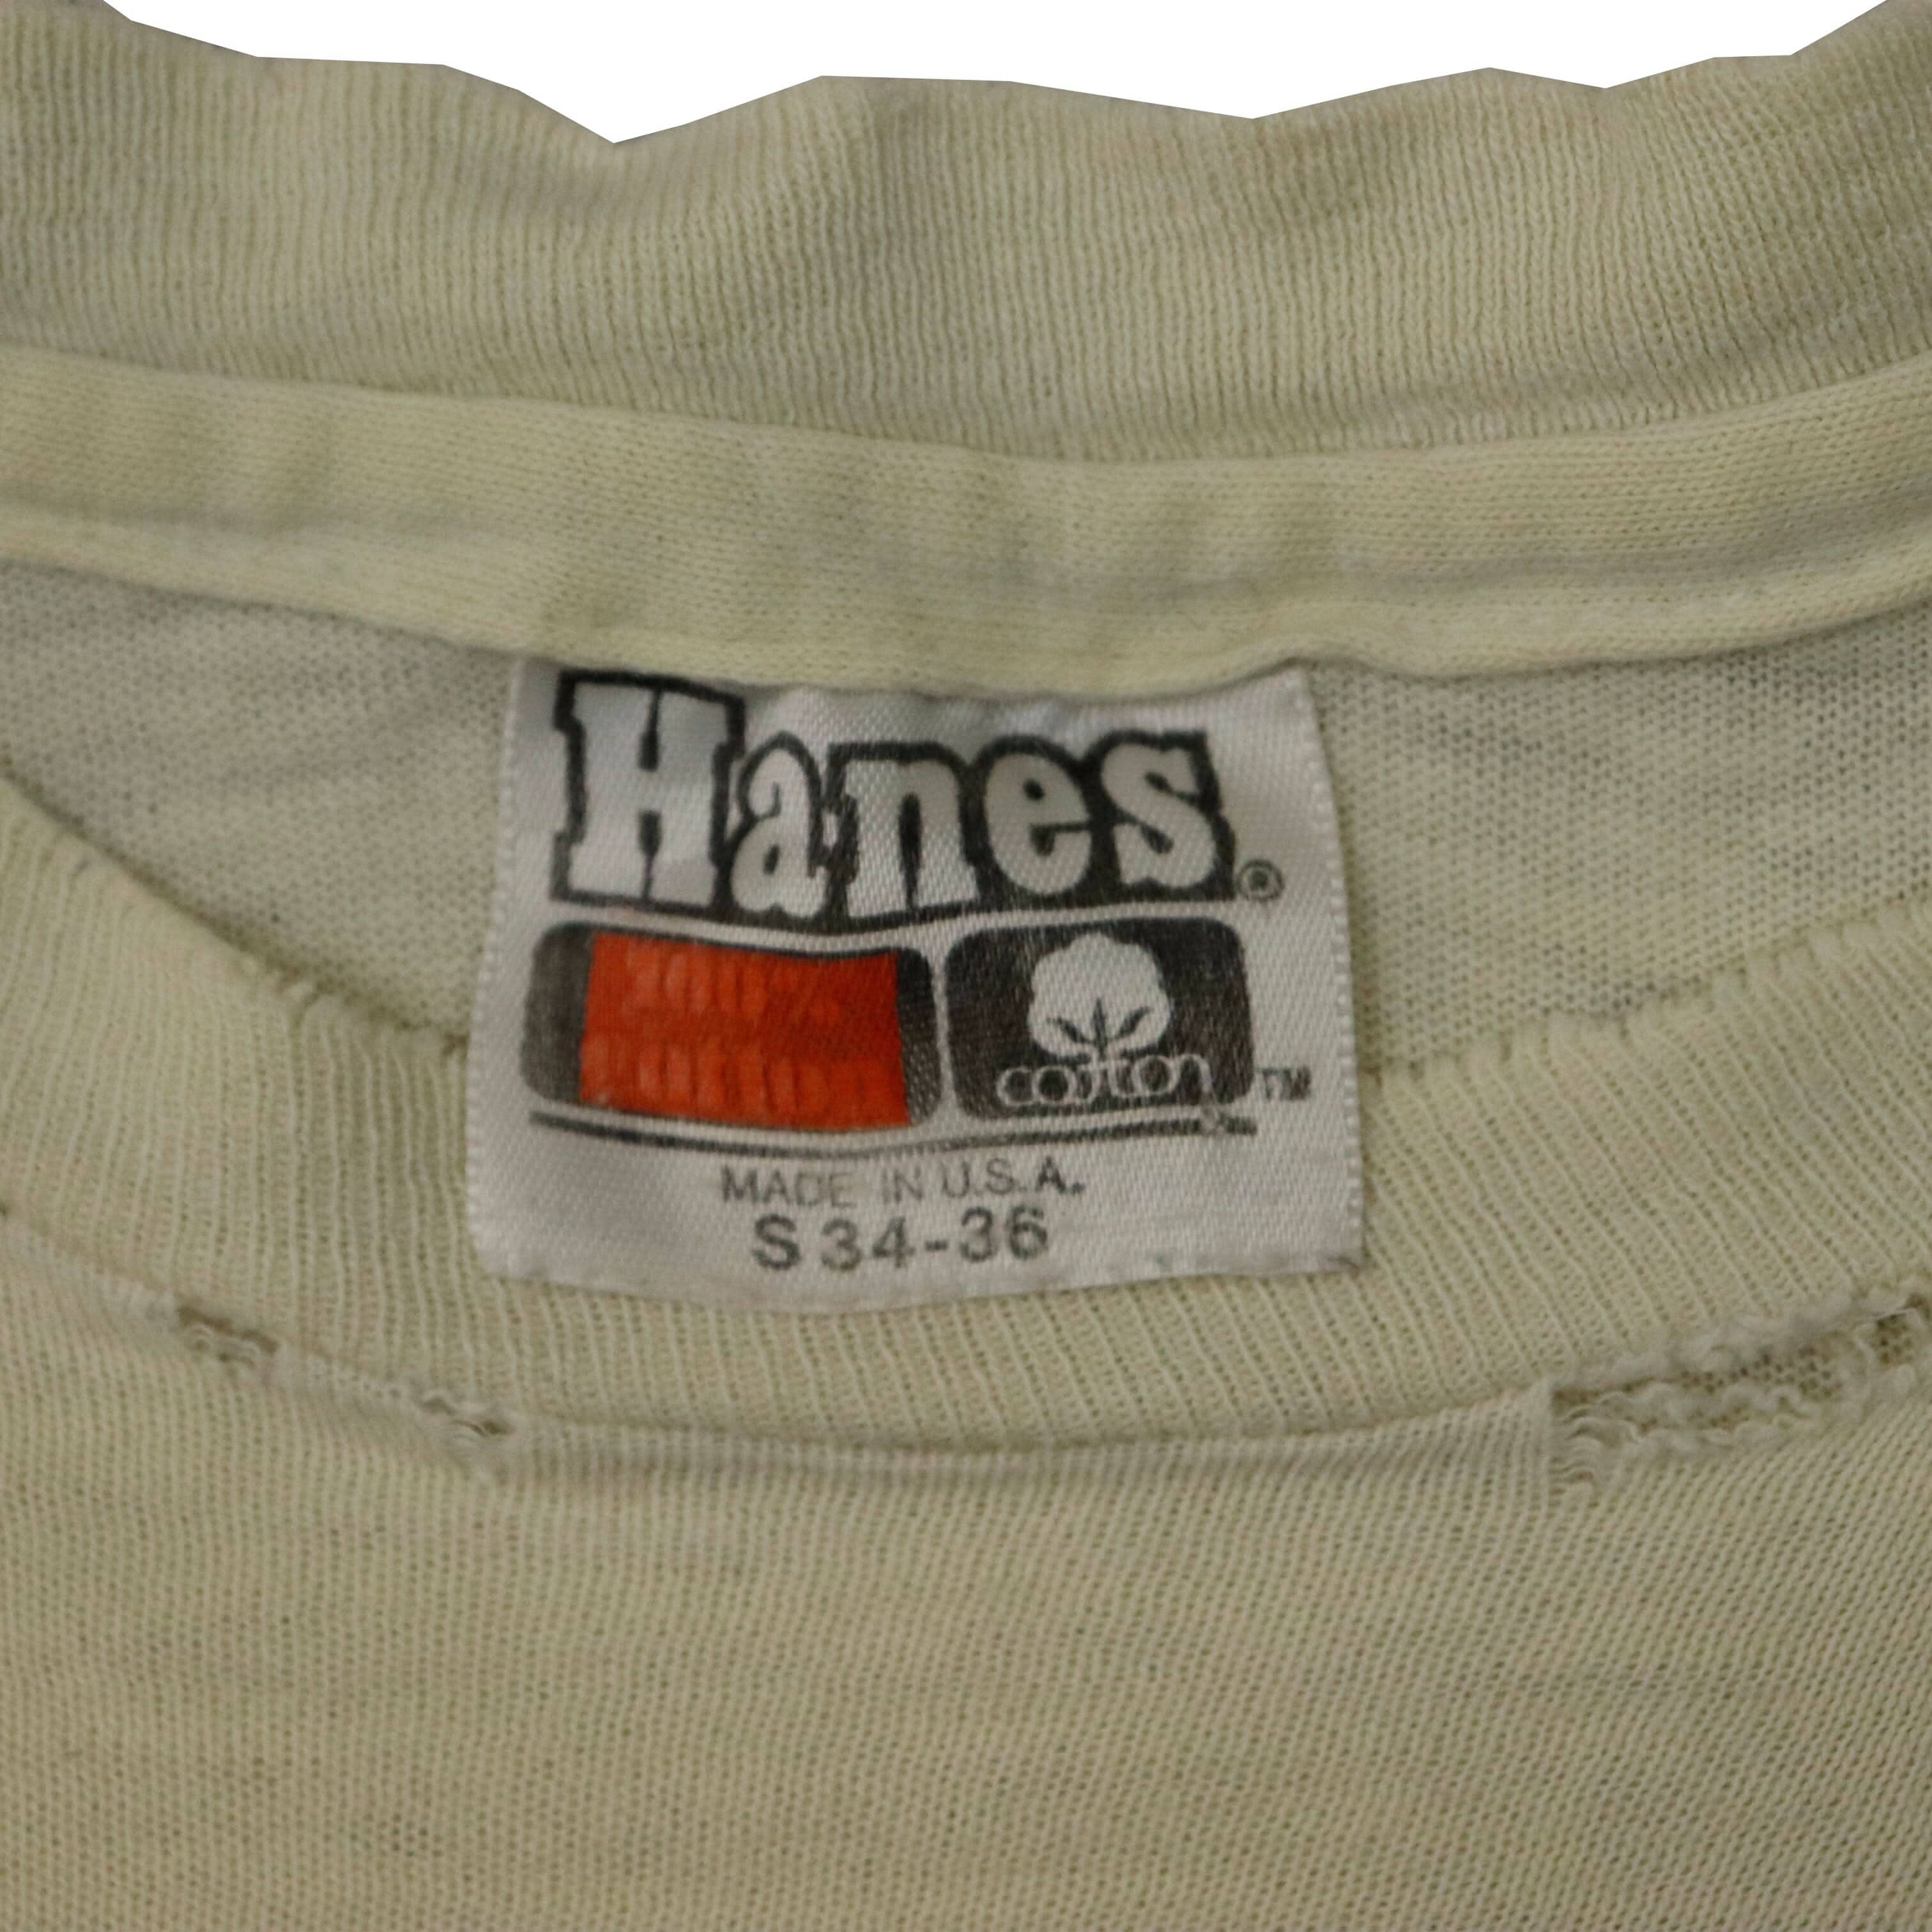 Hanes®
100%
cotton
cotton TM
MADE IN U.S.A.
S 34-36